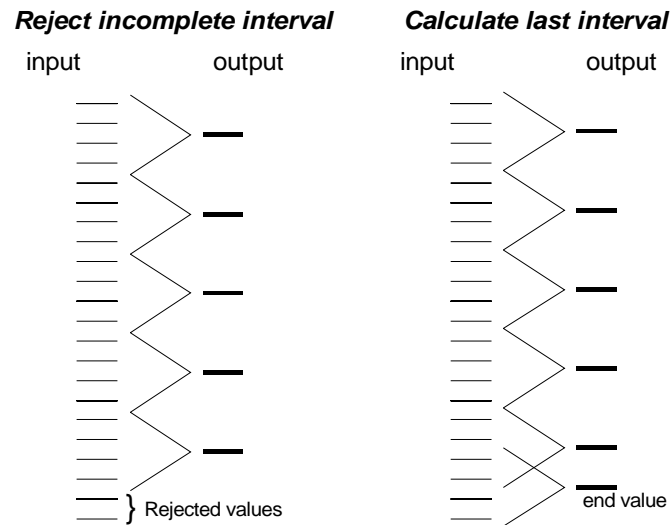 Reject incomplete interval
input output
Calculate last interval
input output
} Rejected values
end value